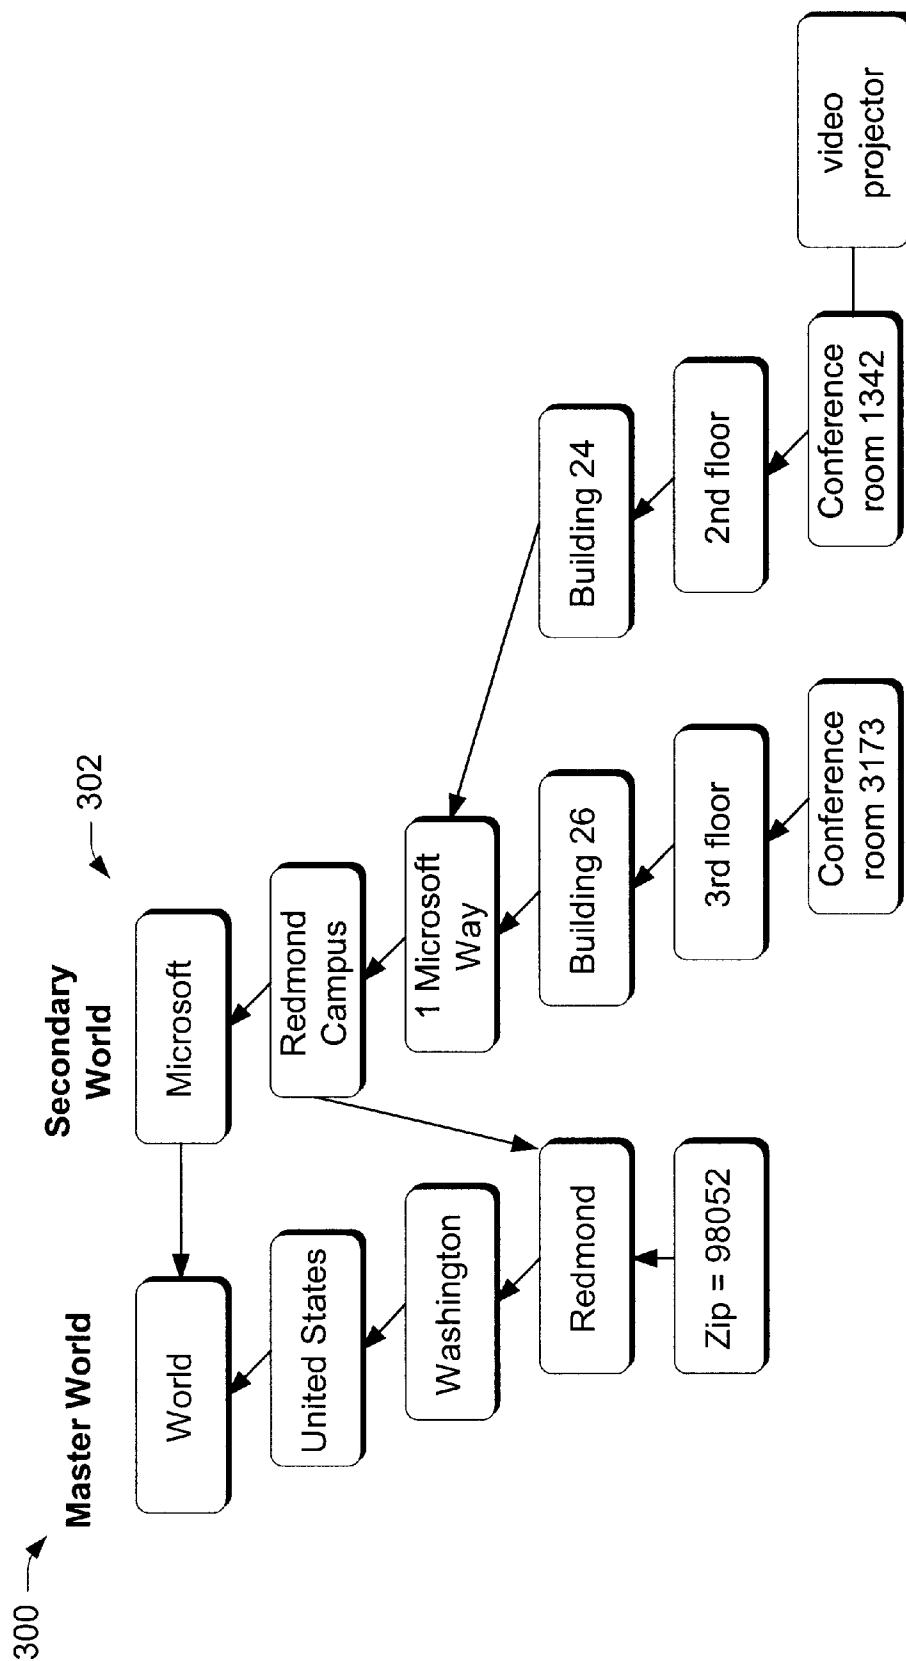 300
Master World
World
United States
Washington
Redmond
Zip = 98052
Secondary
World
302
Microsoft
Redmond
Campus
1 Microsoft
Way
Building 26
3rd floor
Conference
room 3173
Building 24
2nd floor
Conference
room 1342
video
projector